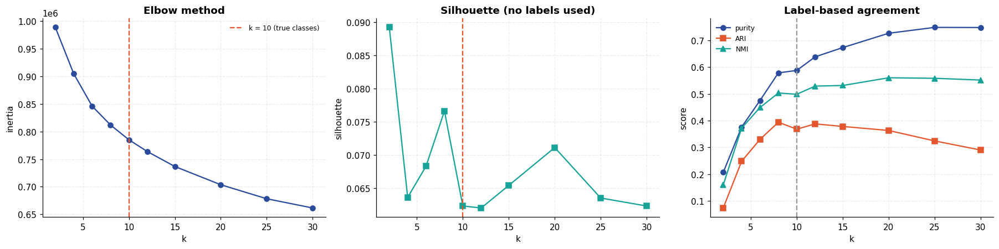 Elbow method
1e6
1.00
0.95
0.90
0.85
0.80
0.75
0.70
0.65
inertia
5 10 15 20 25 30
k
k = 10 (true classes)
Silhouette (no labels used)
0.090
0.085
0.080
0.075
0.070
0.065
silhouette
5 10 15 20 25 30
k
Label-based agreement
purity
ARI
NMI
0.7
0.6
0.5
0.4
0.3
0.2
0.1
score
5 10 15 20 25 30
k